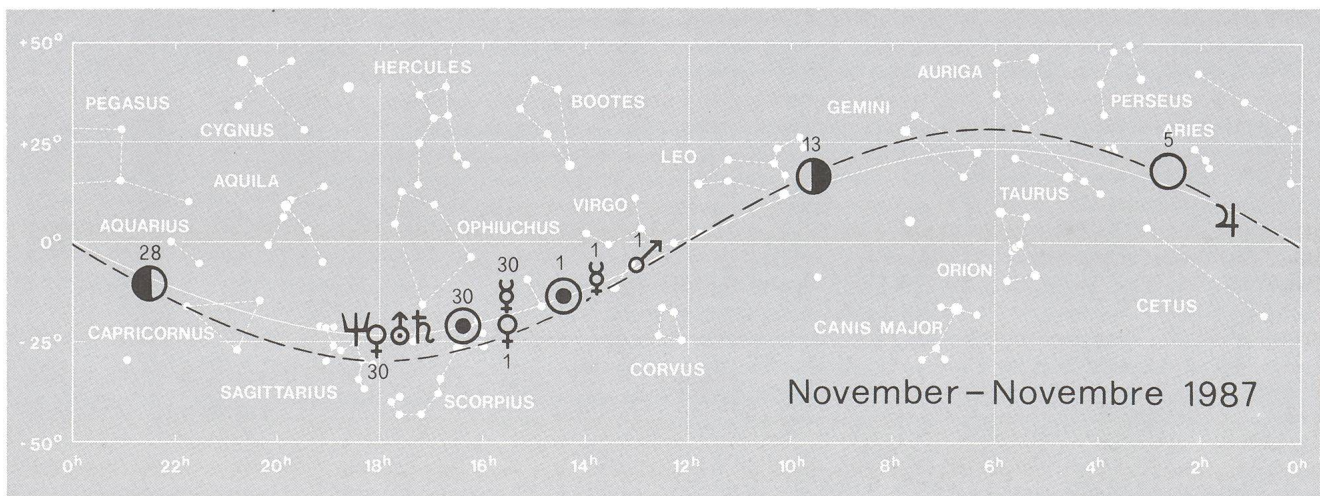 +50°
HERCULES
AURIGA
PEGASUS
BOOTES
GEMINI
PERSEUS
CYGNUS
+25°
13
5
ARIES
LEO
AQUILA
TAURUS
VIRGO
AQUARIUS
OPHIUCHUS
0°
28
30
1
1
1
ORION
30
CETUS
CAPRICORNUS
CANIS MAJOR
-25°
30
1
CORVUS
SAGITTARIUS
SCORPIUS
November – Novembre 1987
-50°
0h 22h 20h 18h 16h 14h 12h 10h 8h 6h 4h 2h 0h